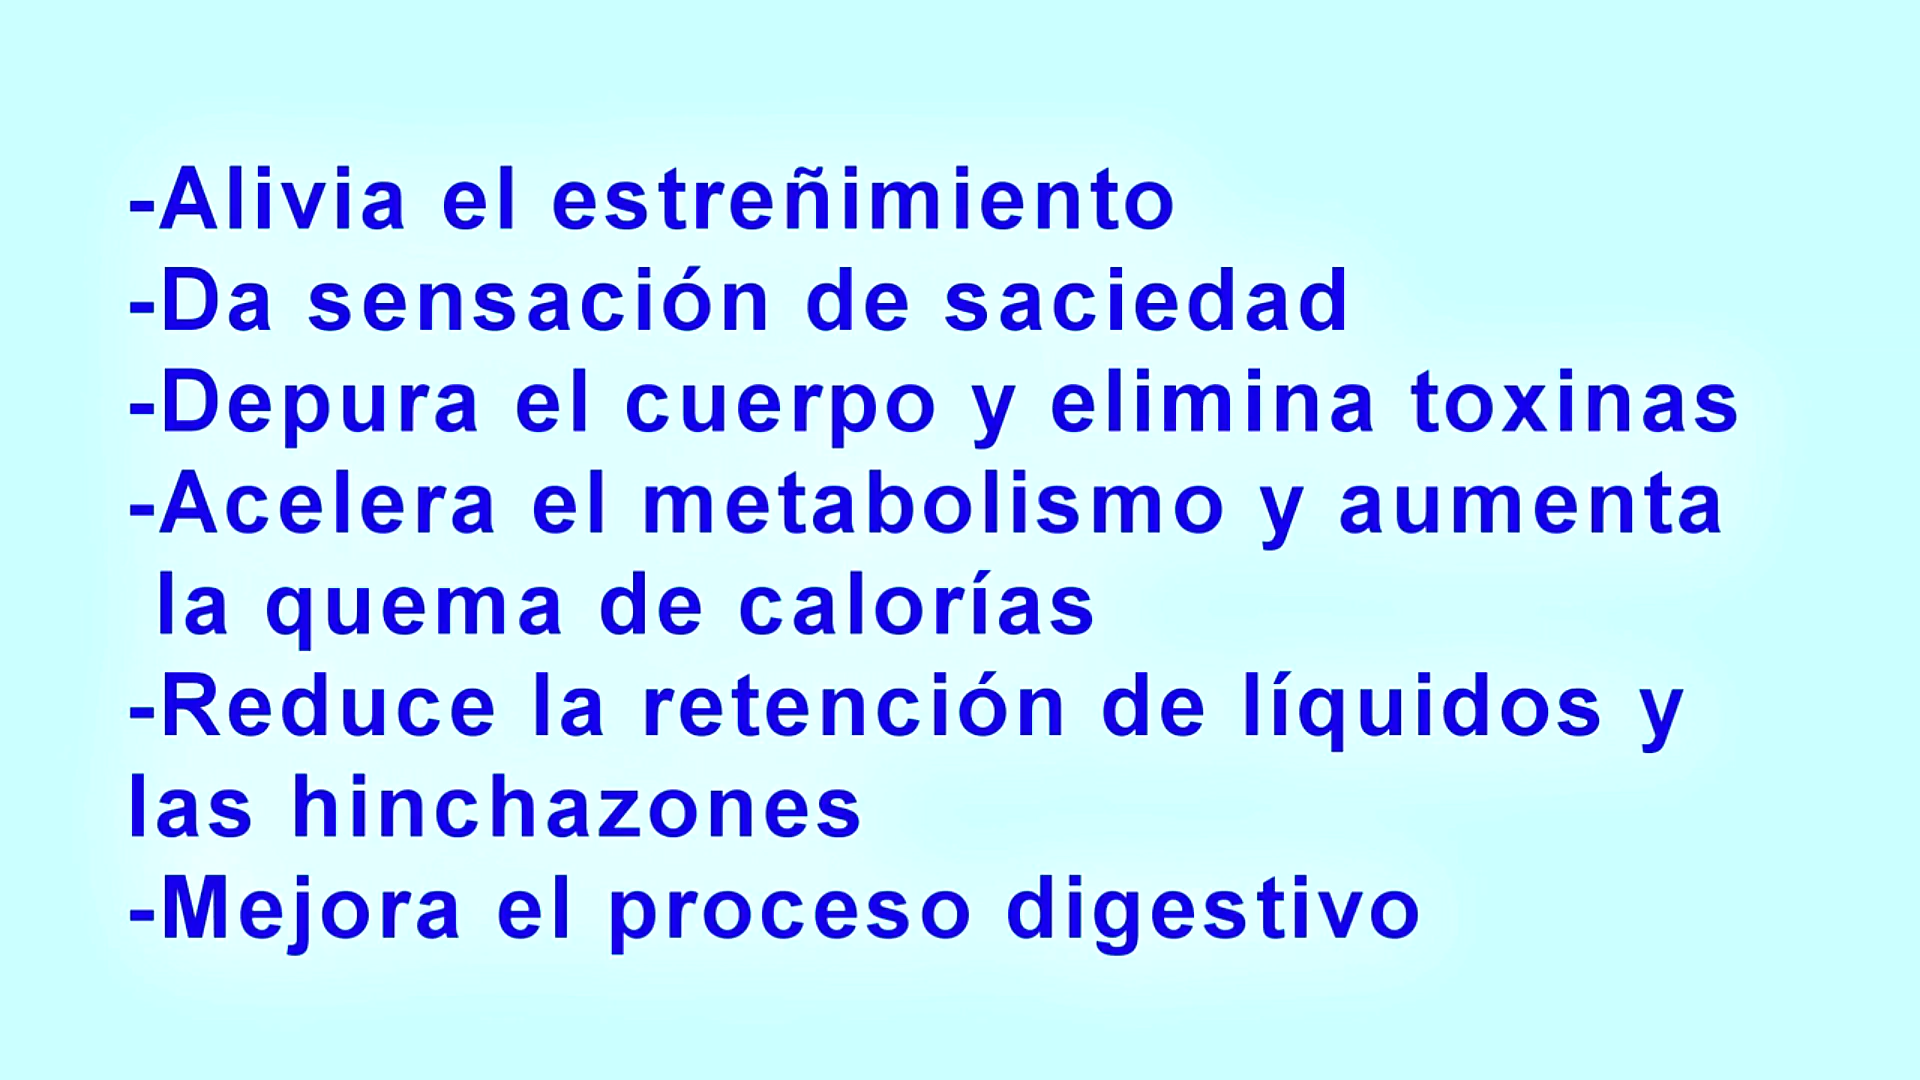 -Alivia el estreñimiento
-Da sensación de saciedad
-Depura el cuerpo y elimina toxinas
-Acelera el metabolismo y aumenta
la quema de calorías
-Reduce la retención de líquidos y
las hinchazones
-Mejora el proceso digestivo